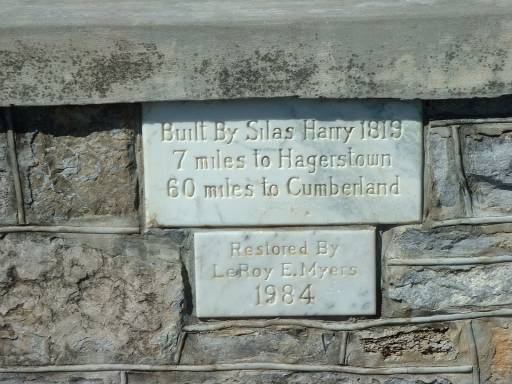 Built By Silas Harry 1819
7 miles to Hagerstown
60 miles to Cumberland
Restored By
LeRoy E. Myers
1984